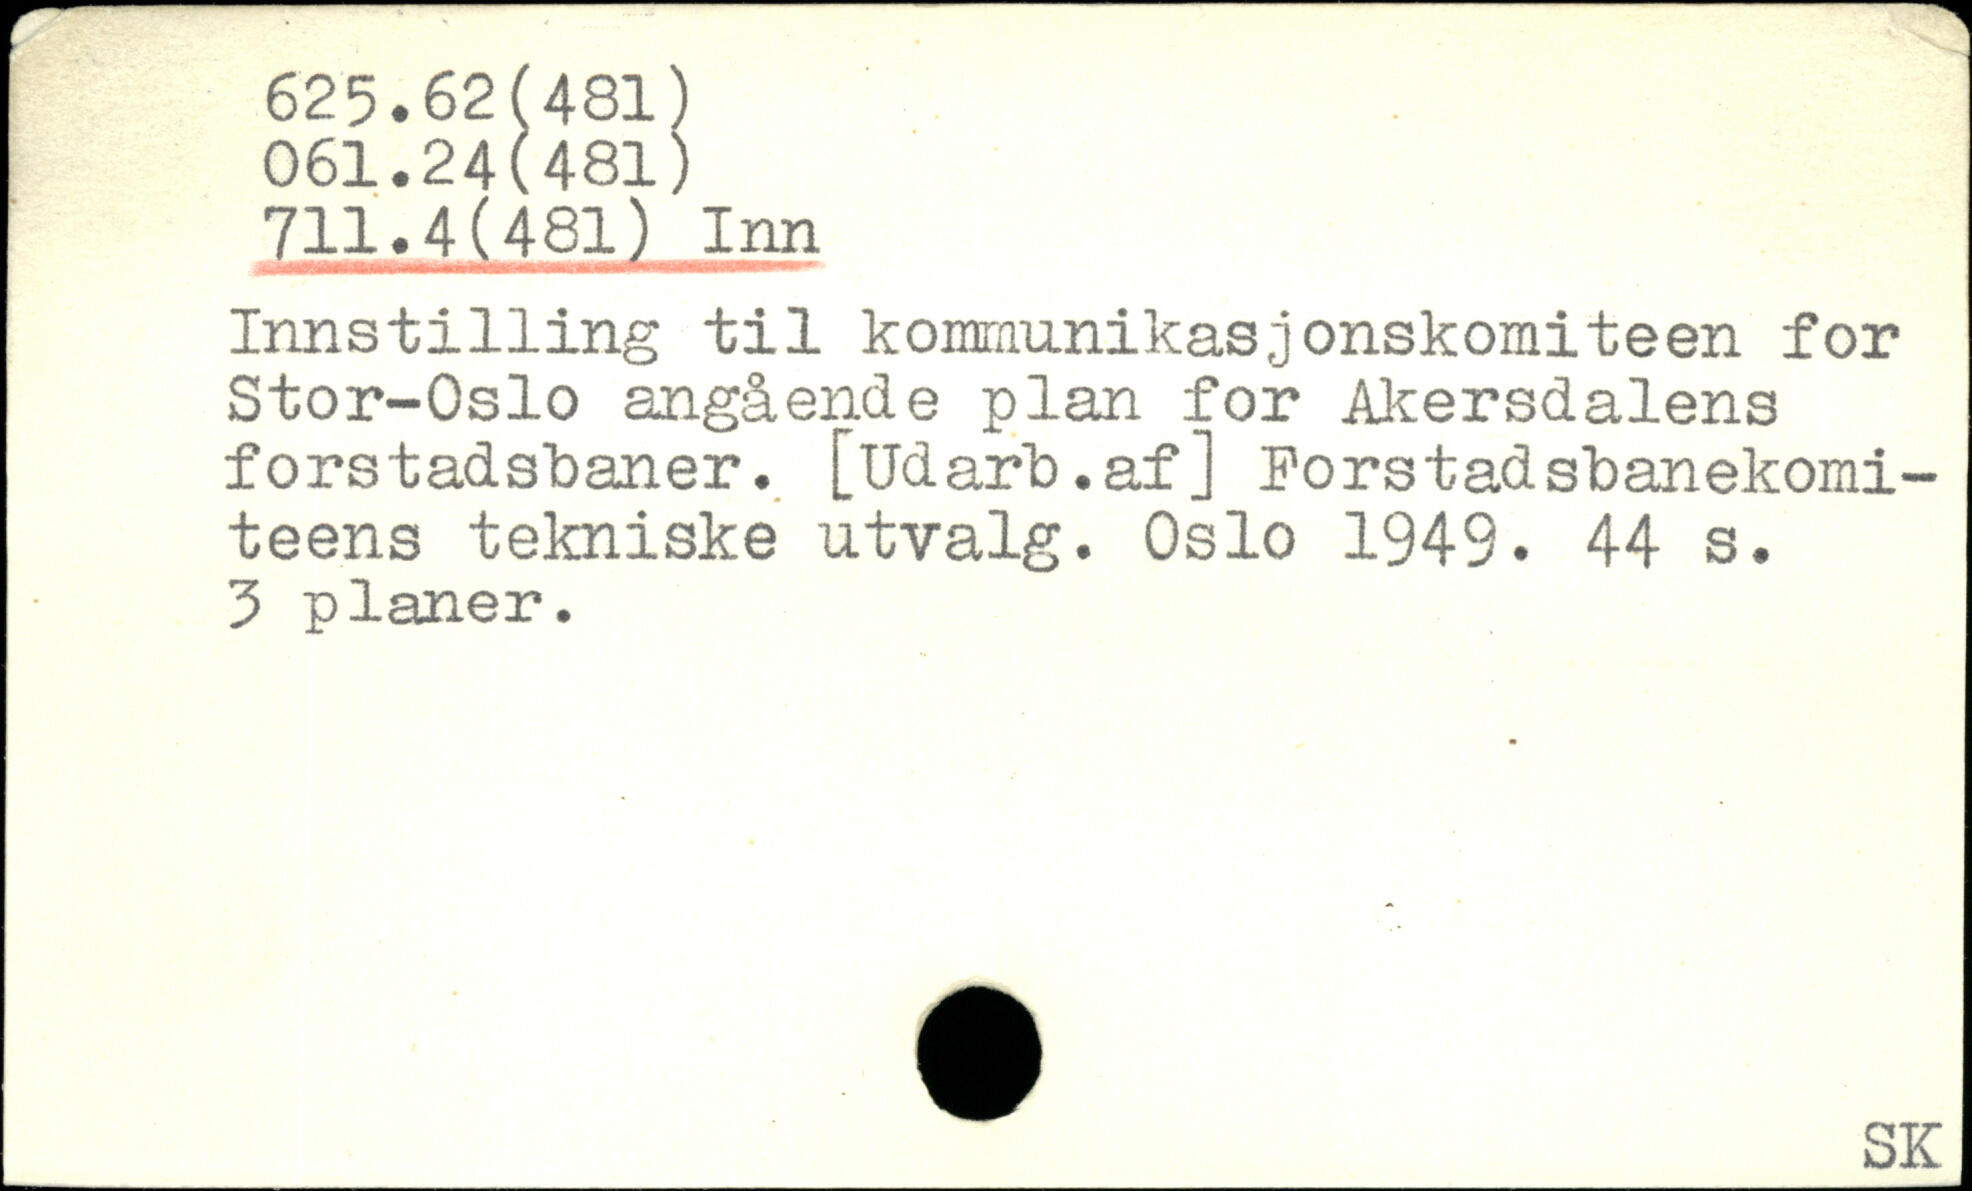 625.62(481)
061.24(481)
711.4(481) Inn
Innstilling til kommunikasjonskomiteen for
Stor-Oslo angående plan for Akersdalens
forstadsbaner. [Udarb.af] Forstadsbanekomi-
teens tekniske utvalg. Oslo 1949. 44 s.
3 planer.
SK